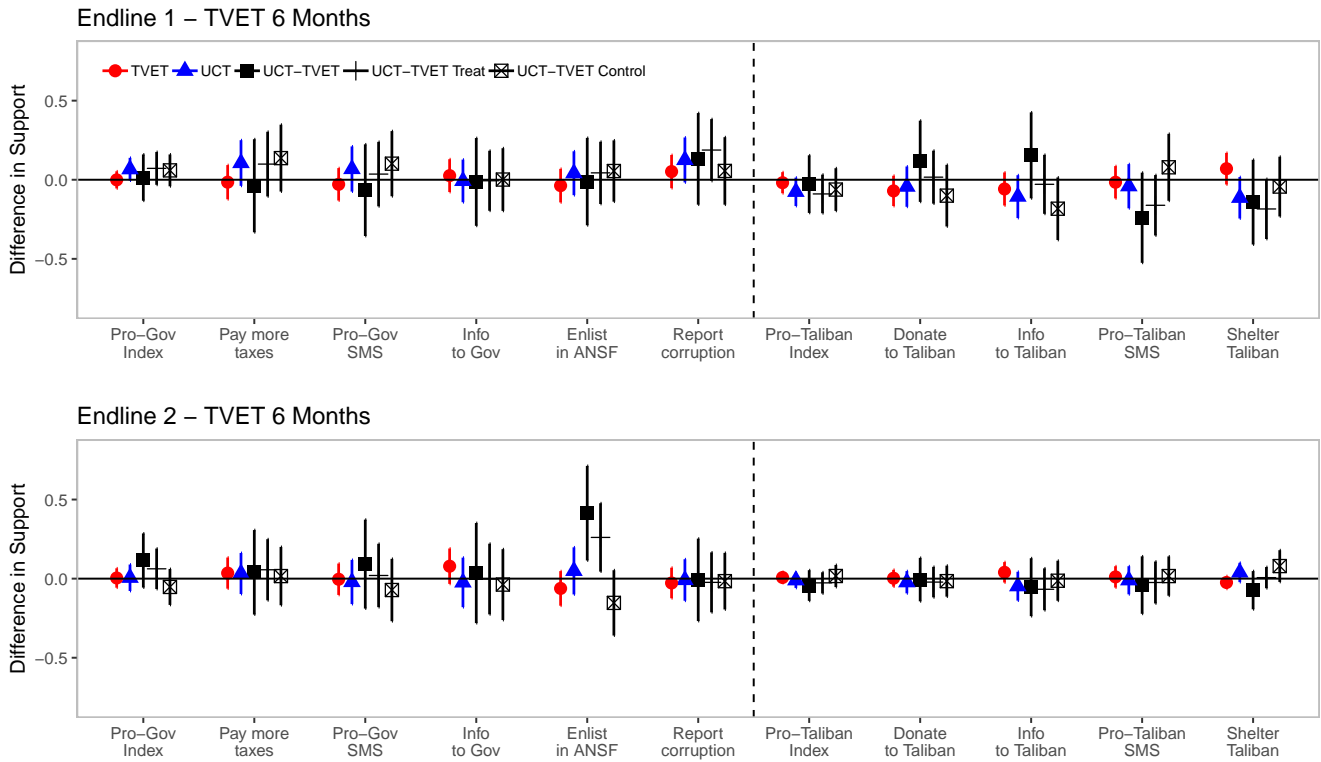 Endline 1 − TVET 6 Months
TVET UCT UCT−TVET UCT−TVET Treat UCT−TVET Control
Difference in Support
0.5
0.0
−0.5
Pro−Gov Pay more Pro−Gov Info Enlist Report Pro−Taliban Donate Info Pro−Taliban Shelter
Index taxes SMS to Gov in ANSF corruption Index to Taliban to Taliban SMS Taliban
Endline 2 − TVET 6 Months
Difference in Support
0.5
0.0
−0.5
Pro−Gov Pay more Pro−Gov Info Enlist Report Pro−Taliban Donate Info Pro−Taliban Shelter
Index taxes SMS to Gov in ANSF corruption Index to Taliban to Taliban SMS Taliban